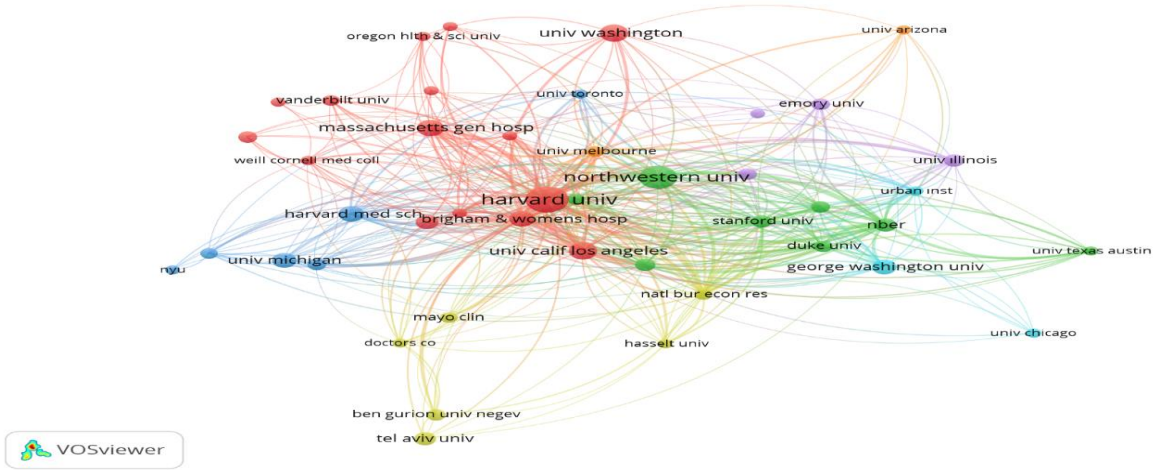 univ washington
univ arizona
oregon hlth & sci univ
univ toronto
vanderbilt univ
emory univ
massachusetts gen hosp
univ melbourne
weill cornell med coll
univ illinois
northwestern univ
urban inst
harvard univ
harvard med sch
brigham & womens hosp
stanford univ
nber
univ calif los angeles
duke univ
univ texas austin
univ michigan
nyu
george washington univ
natl bur econ res
mayo clin
univ chicago
doctors co
hasselt univ
ben gurion univ negev
tel aviv univ
VOSviewer